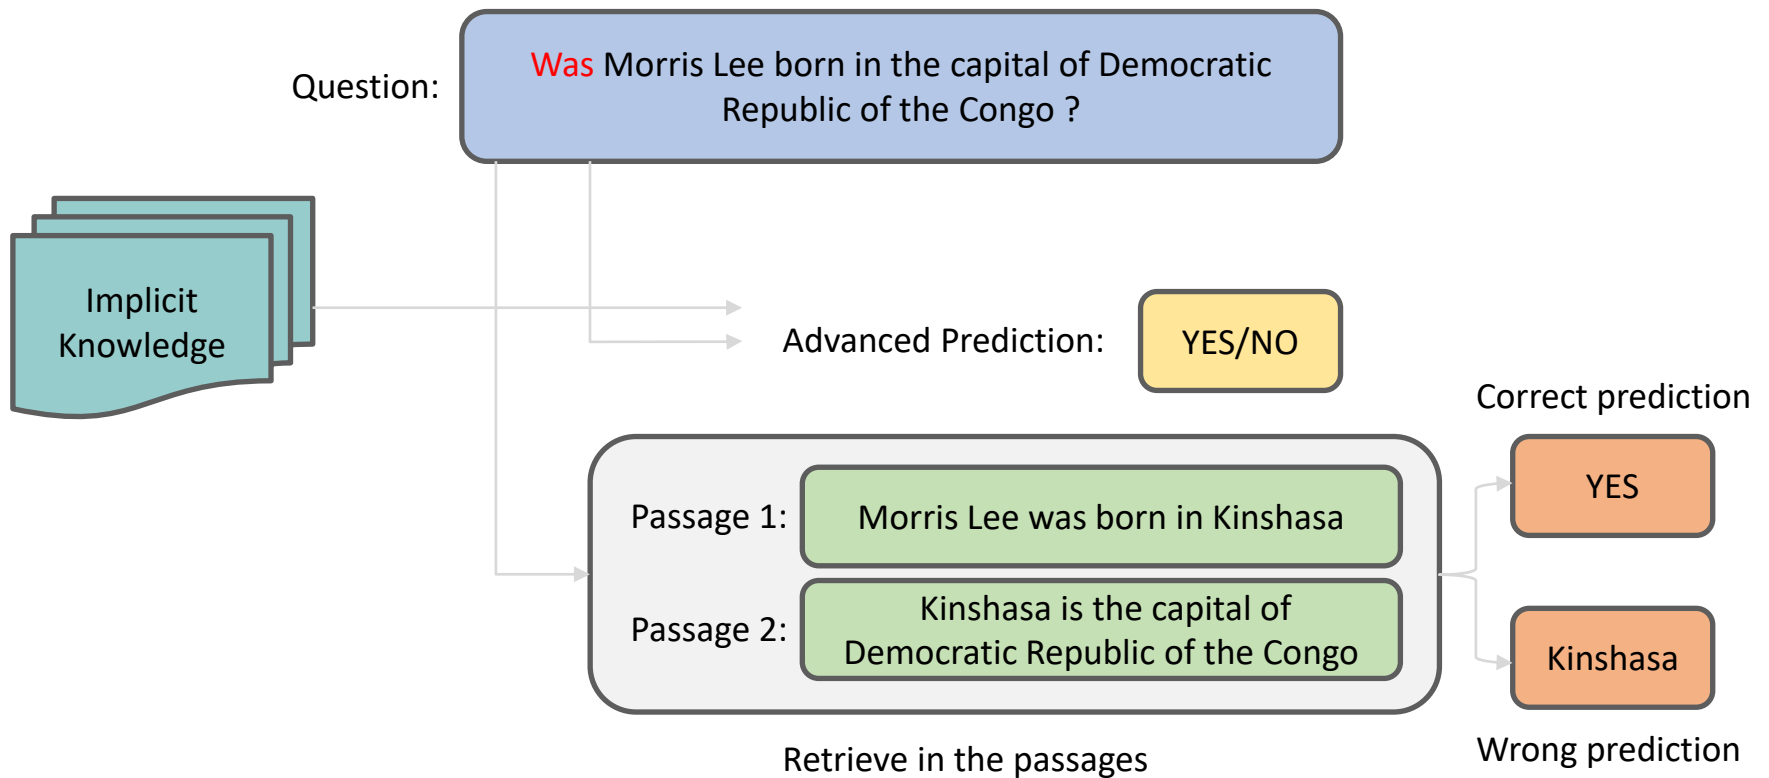 Question:
Was Morris Lee born in the capital of Democratic
Republic of the Congo ?
Implicit
Knowledge
Advanced Prediction:
YES/NO
Correct prediction
YES
Passage 1:
Morris Lee was born in Kinshasa
Passage 2:
Kinshasa is the capital of
Democratic Republic of the Congo
Kinshasa
Wrong prediction
Retrieve in the passages